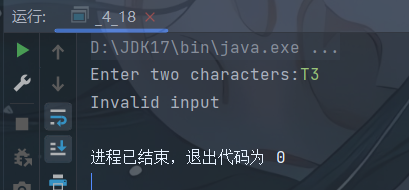 运行: _4_18
D:\JDK17\bin\java.exe ...
Enter two characters:T3
Invalid input
进程已结束，退出代码为 0